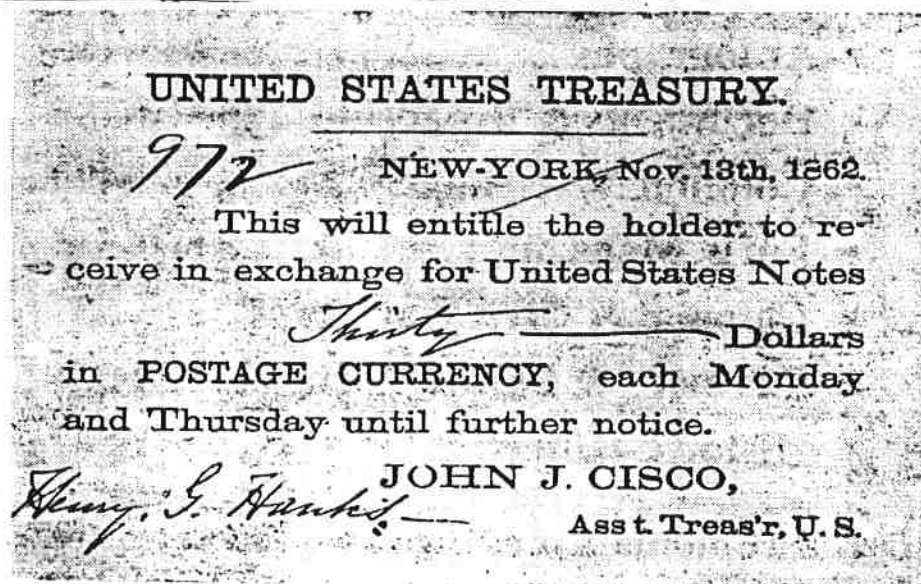 UNITED STATES TREASURY.
972 NEW-YORK, Nov. 13th, 1862.
This will entitle the holder to re-
ceive in exchange for United States Notes
Thirty Dollars
in POSTAGE CURRENCY, each Monday
and Thursday until further notice.
JOHN J. CISCO,
Henry. G. Hanks.
Ass t. Treas'r, U. S.